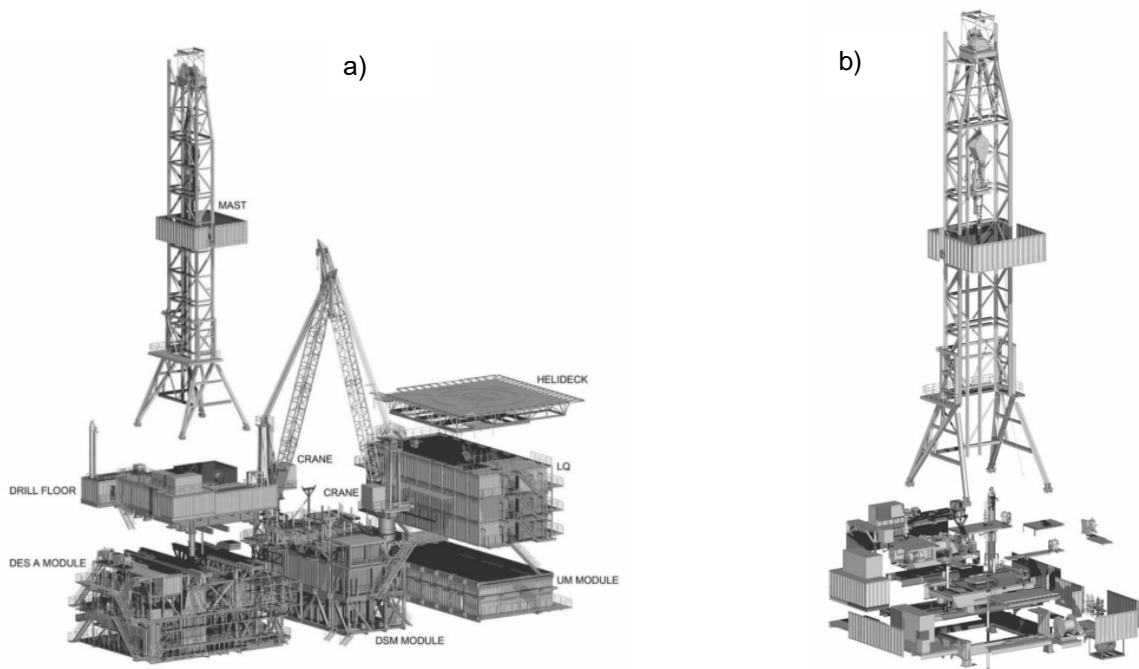 a)
b)
MAST
HELIDECK
CRANE
LQ
CRANE
DRILL FLOOR
DES A MODULE
UM MODULE
DSM MODULE